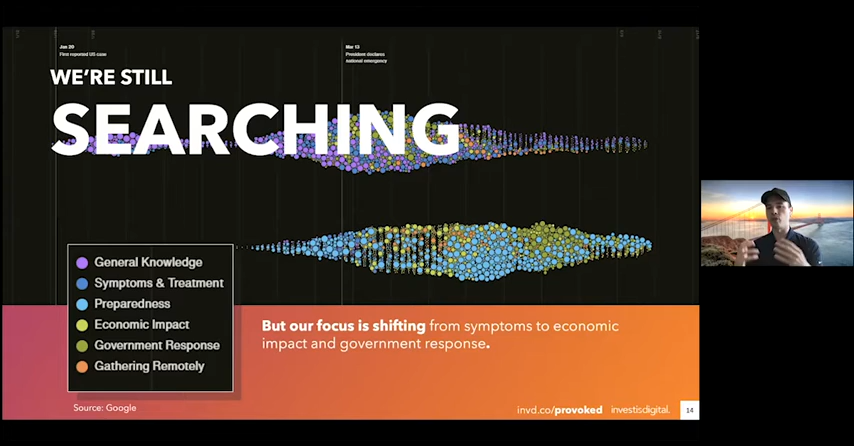 Jan 20
First reported US case
Mar 13
President declares
national emergency
WE'RE STILL
SEARCHING
General Knowledge
Symptoms & Treatment
Preparedness
Economic Impact
Government Response
Gathering Remotely
But our focus is shifting from symptoms to economic
impact and government response.
Source: Google
invd.co/provoked investisdigital. 14